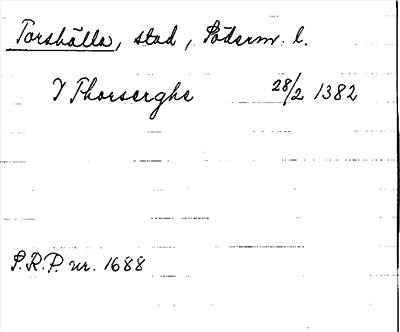 Torshälla, stad, Söderm. l.
I Thorserghe 28/2 1382
S.R.P. nr. 1688